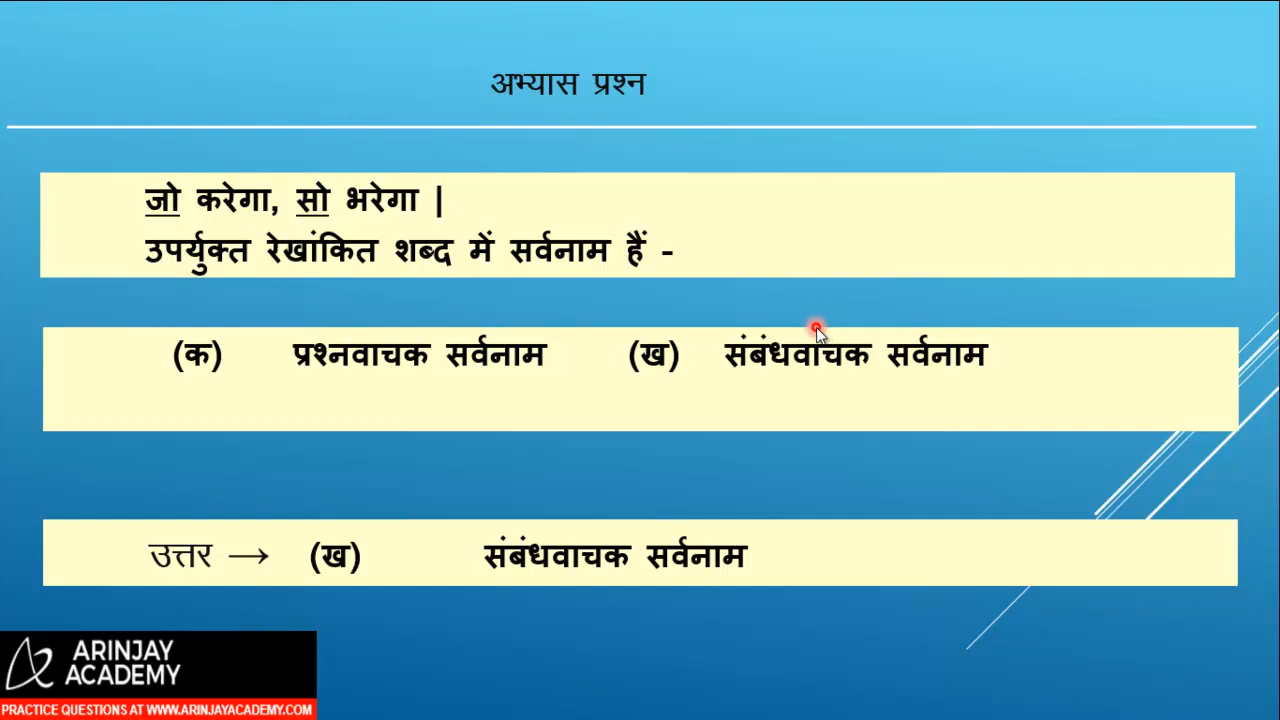 अभ्यास प्रश्न
जो करेगा, सो भरेगा |
उपर्युक्त रेखांकित शब्द में सर्वनाम हैं -
(क) प्रश्नवाचक सर्वनाम (ख) संबंधवाचक सर्वनाम
उत्तर → (ख) संबंधवाचक सर्वनाम
ARINJAY
ACADEMY
PRACTICE QUESTIONS AT WWW.ARINJAYACADEMY.COM